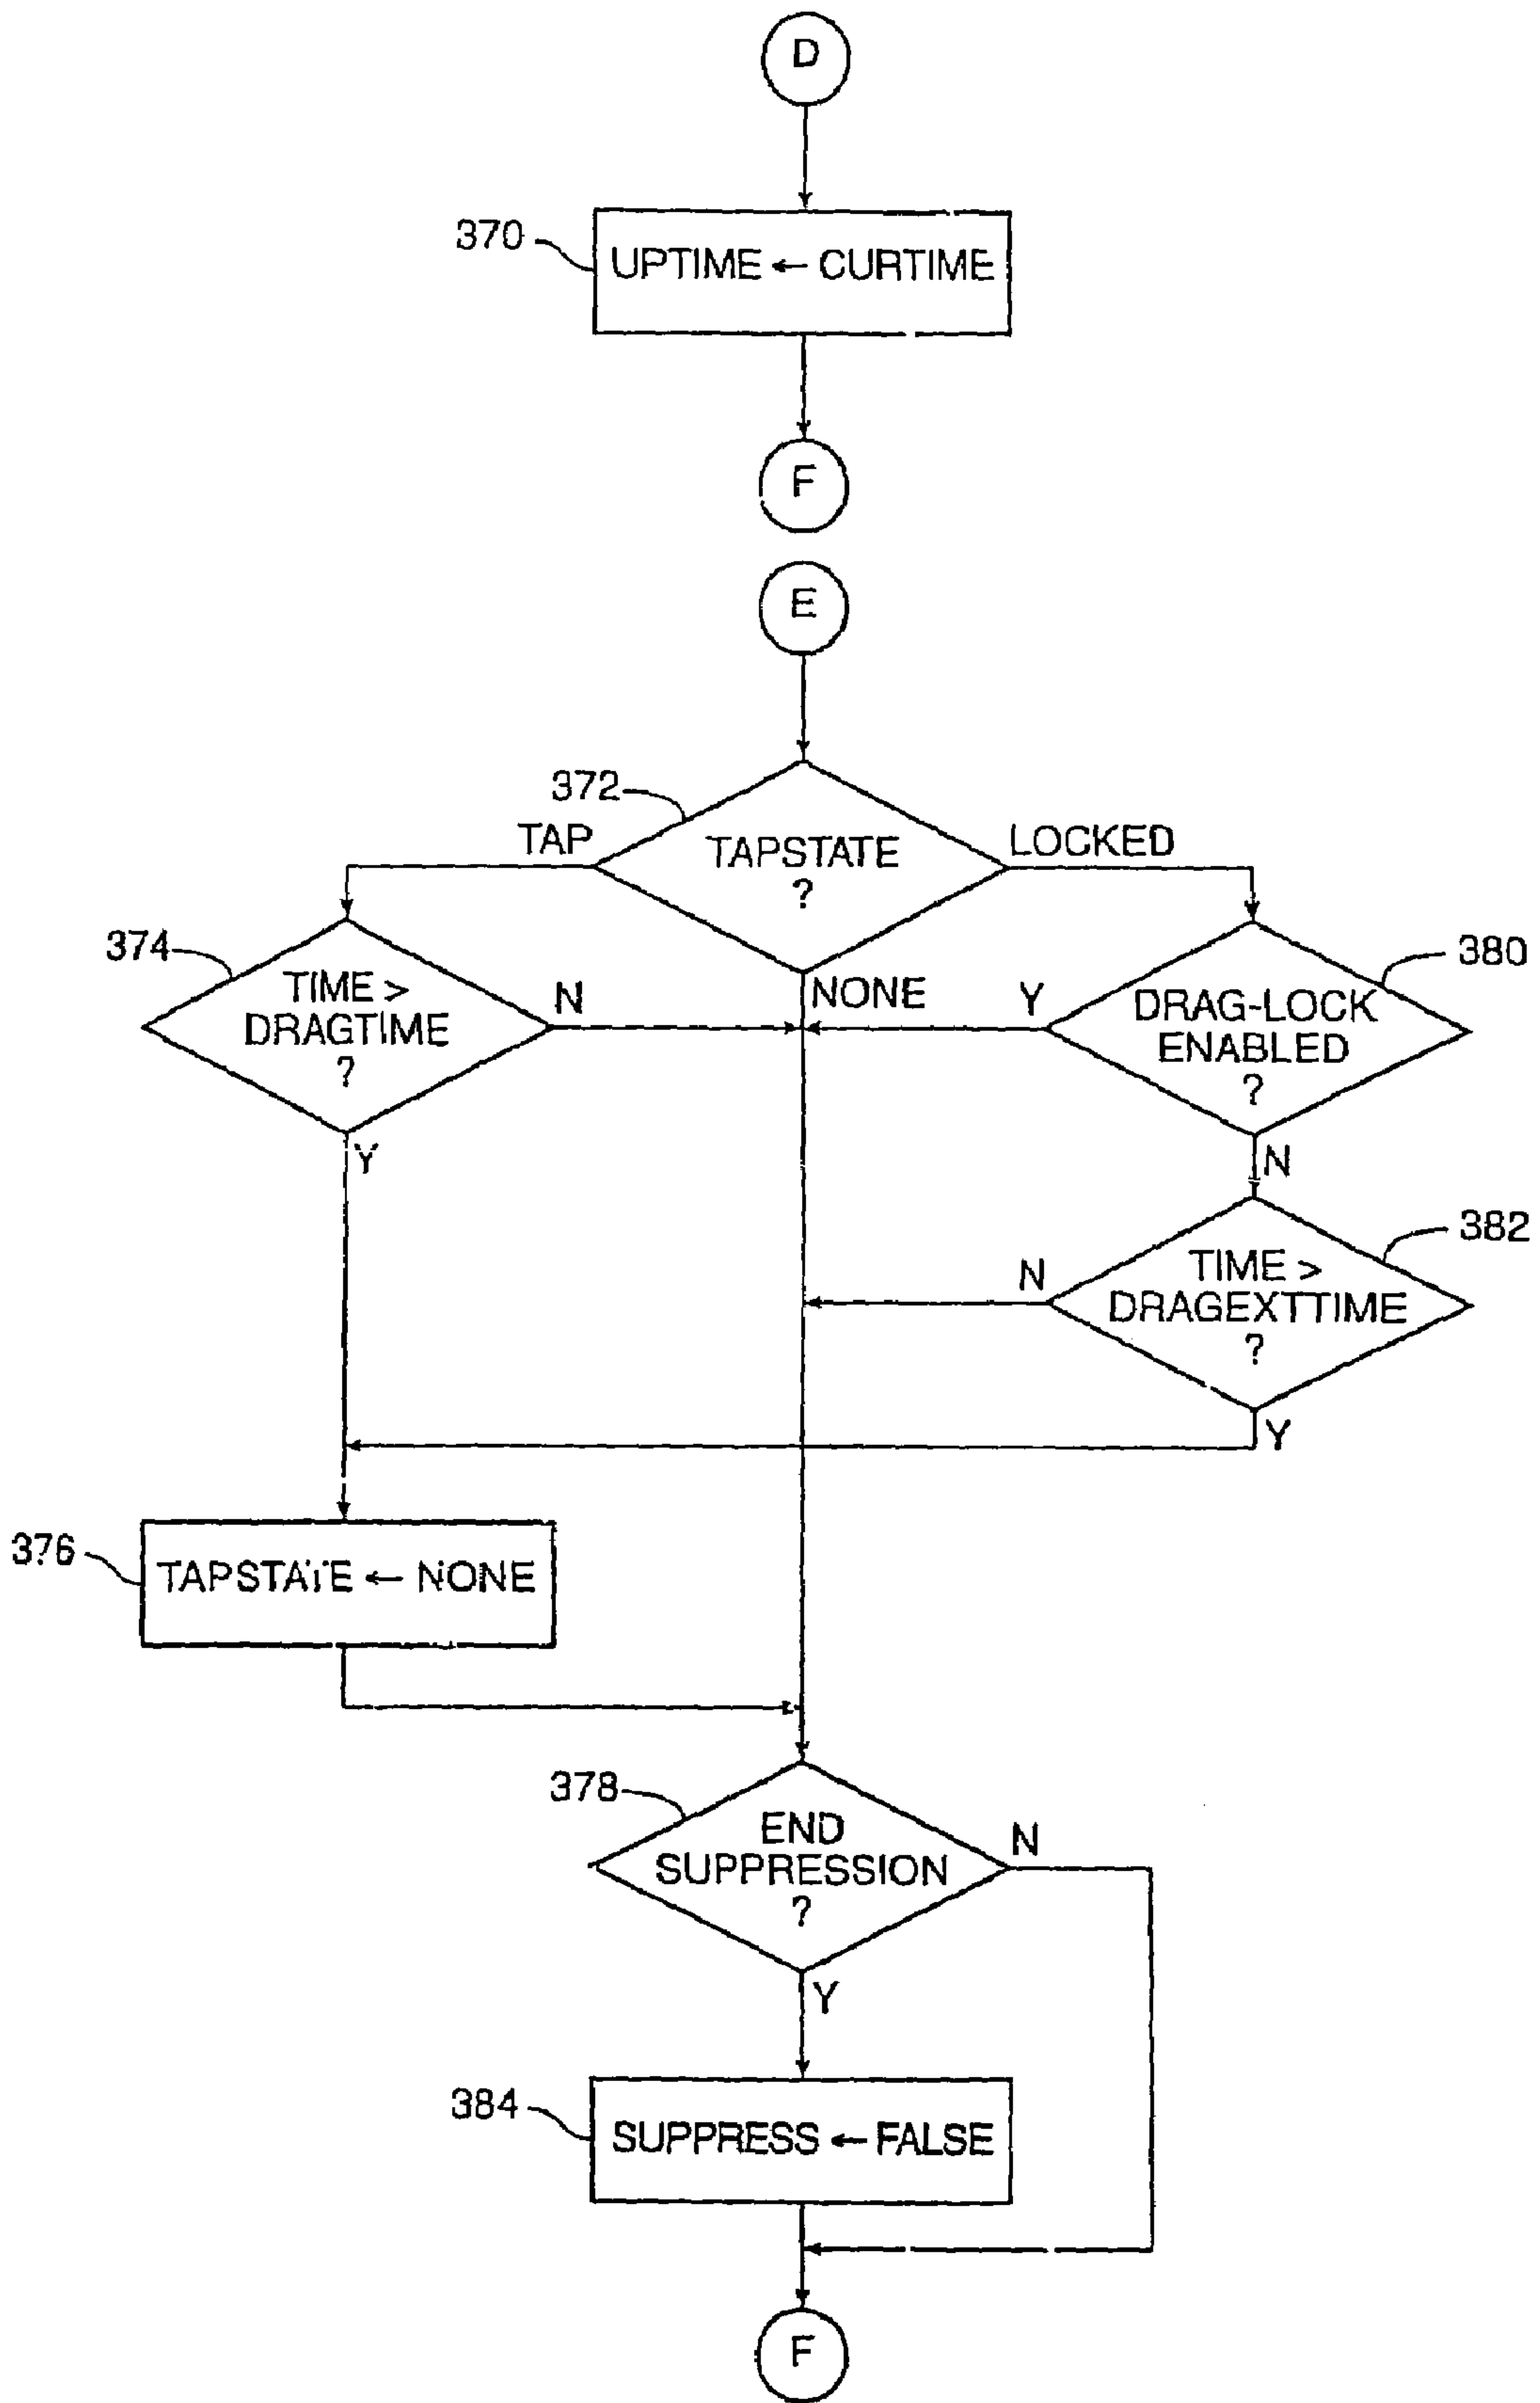 D
370
UPTIME ← CURTIME
F
E
372
TAP
TAPSTATE
?
LOCKED
374
TIME >
DRAGTIME
?
N
NONE
Y
DRAG-LOCK
ENABLED
?
380
Y
N
382
N
TIME >
DRAGEXTTIME
?
Y
376
TAPSTATE ← NONE
378
END
SUPPRESSION
?
N
Y
384
SUPPRESS ← FALSE
F